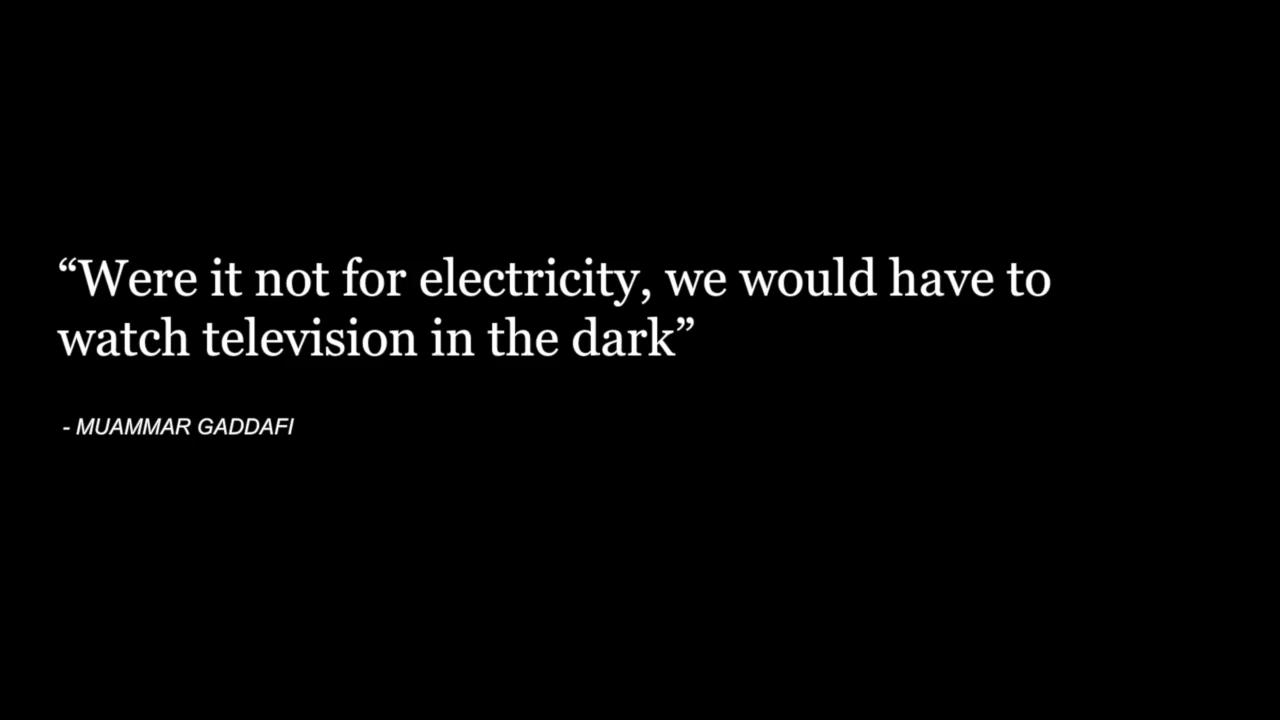 “Were it not for electricity, we would have to
watch television in the dark”
- MUAMMAR GADDAFI